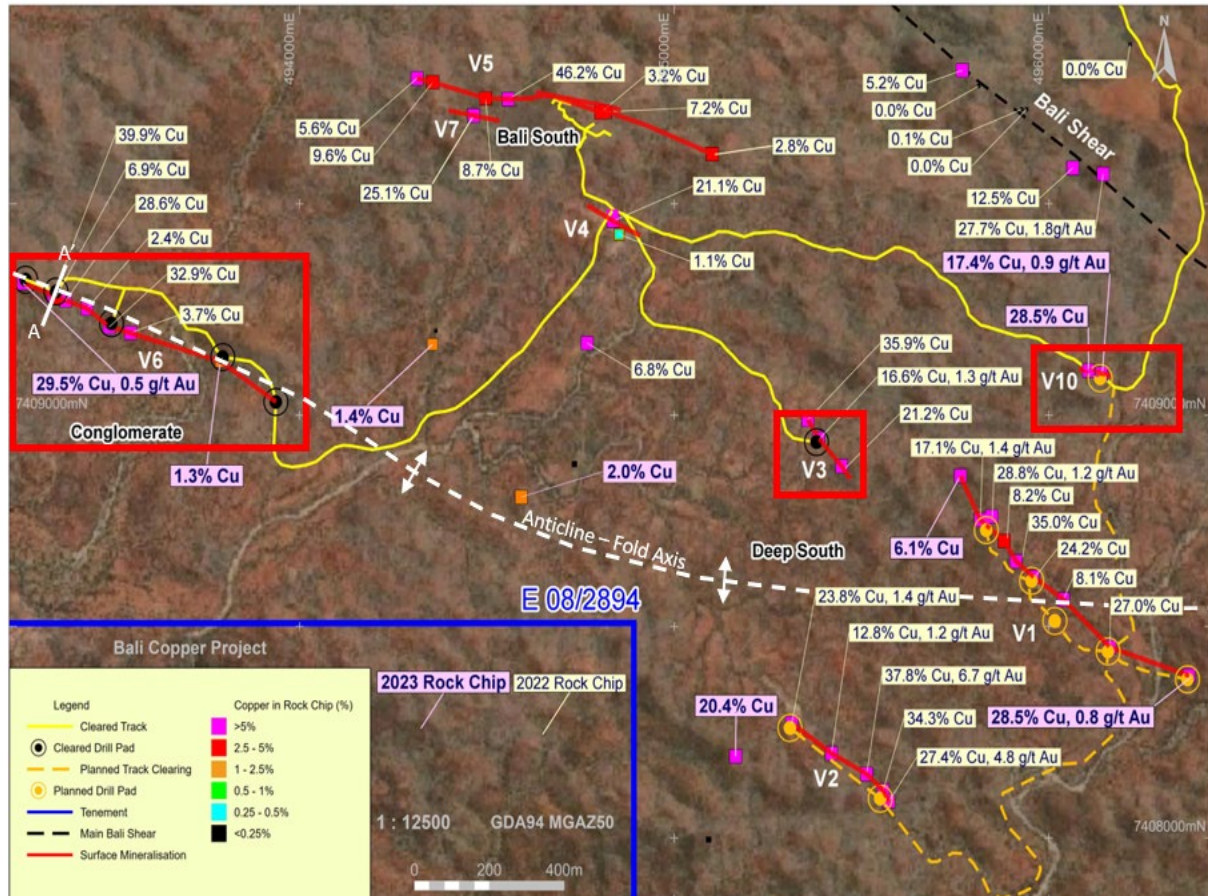 494000mE
495000mE
496000mE
N
V5
46.2% Cu
3.2% Cu
5.2% Cu
0.0% Cu
0.0% Cu
7.2% Cu
Bali Shear
39.9% Cu
5.6% Cu
V7
Bali South
0.1% Cu
6.9% Cu
9.6% Cu
8.7% Cu
2.8% Cu
0.0% Cu
28.6% Cu
25.1% Cu
21.1% Cu
12.5% Cu
2.4% Cu
V4
27.7% Cu, 1.8g/t Au
A'
32.9% Cu
1.1% Cu
17.4% Cu, 0.9 g/t Au
3.7% Cu
28.5% Cu
A
V6
35.9% Cu
29.5% Cu, 0.5 g/t Au
6.8% Cu
16.6% Cu, 1.3 g/t Au
V10
7409000mN
1.4% Cu
21.2% Cu
7409000mN
Conglomerate
V3
17.1% Cu, 1.4 g/t Au
1.3% Cu
2.0% Cu
28.8% Cu, 1.2 g/t Au
8.2% Cu
35.0% Cu
Anticline – Fold Axis
Deep South
6.1% Cu
24.2% Cu
8.1% Cu
E 08/2894
23.8% Cu, 1.4 g/t Au
27.0% Cu
V1
12.8% Cu, 1.2 g/t Au
37.8% Cu, 6.7 g/t Au
20.4% Cu
34.3% Cu
28.5% Cu, 0.8 g/t Au
27.4% Cu, 4.8 g/t Au
V2
7408000mN
Bali Copper Project
2023 Rock Chip
2022 Rock Chip
Legend
Cleared Track
Cleared Drill Pad
Planned Track Clearing
Planned Drill Pad
Tenement
Main Bali Shear
Surface Mineralisation
Copper in Rock Chip (%)
>5%
2.5 - 5%
1 - 2.5%
0.5 - 1%
0.25 - 0.5%
<0.25%
1 : 12500
GDA94 MGAZ50
0 200 400m